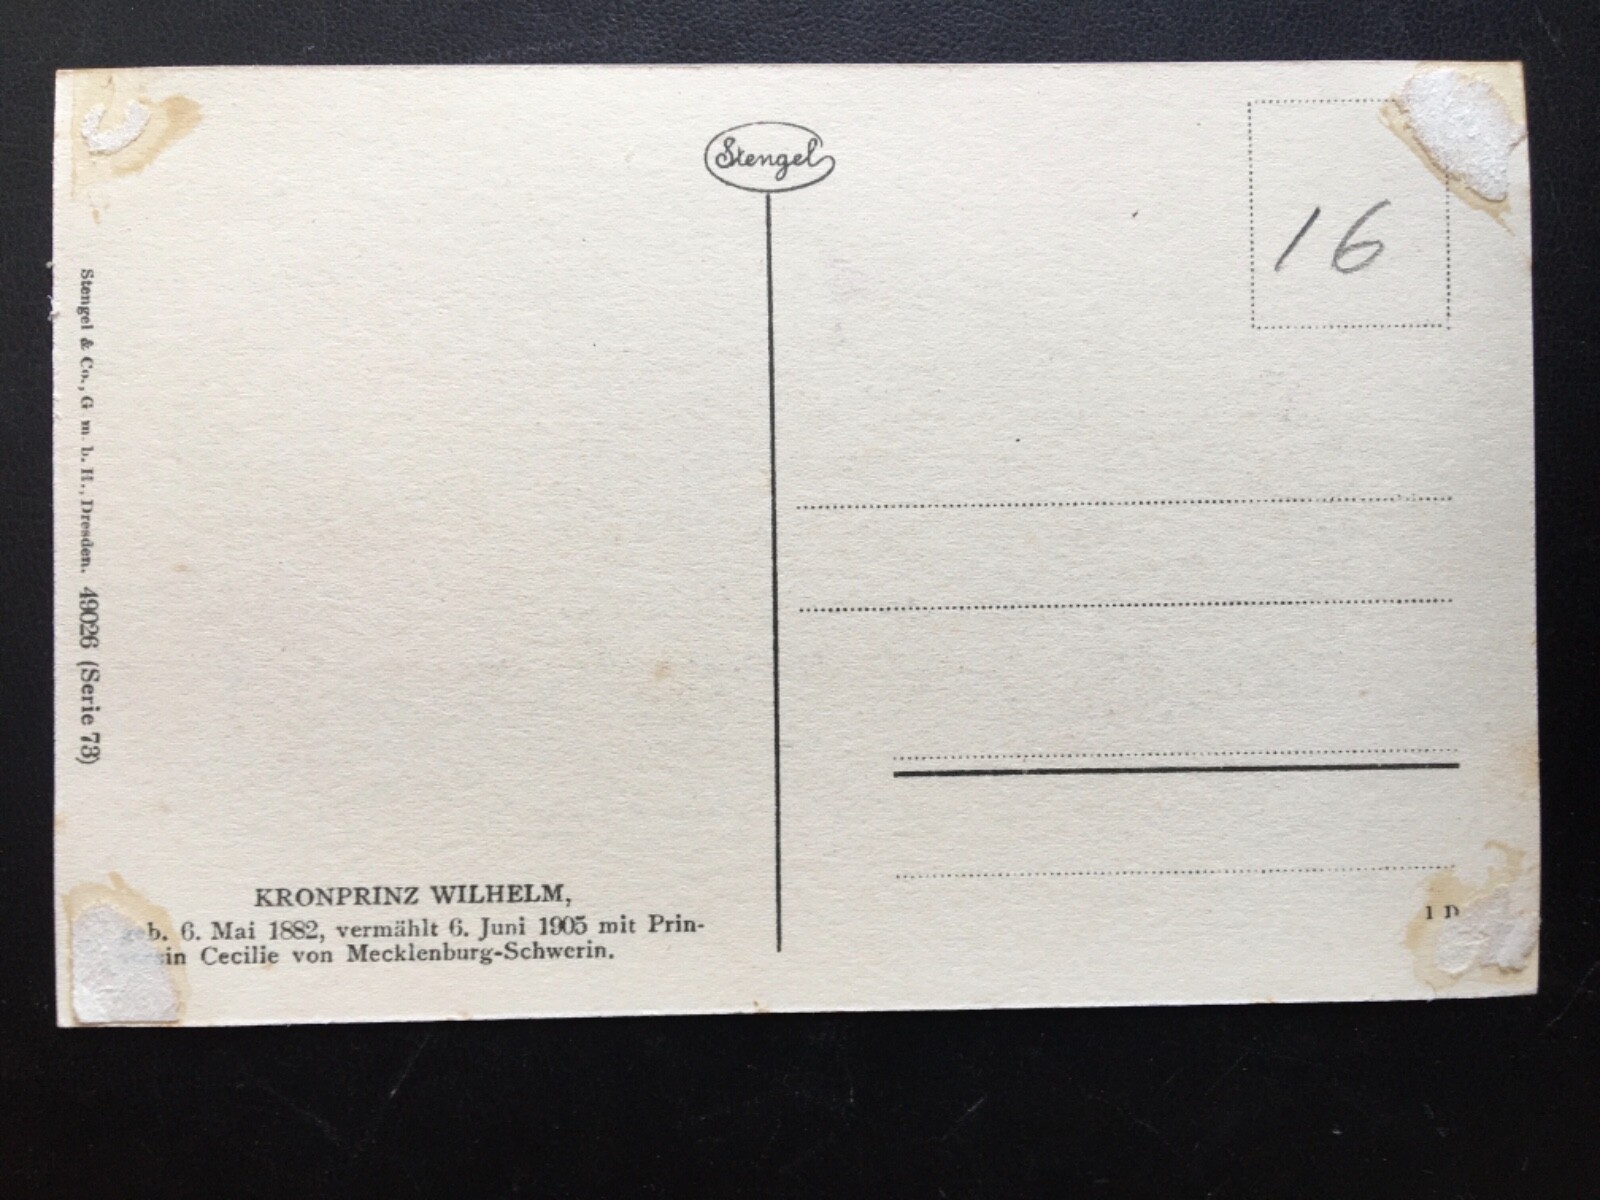 Stengel
16
Stengel & Co., G m. b. H., Dresden. 49026 (Serie 73)
KRONPRINZ WILHELM,
6. Mai 1882, vermählt 6. Juni 1905 mit Prin-
Cecilie von Mecklenburg-Schwerin.
1 D